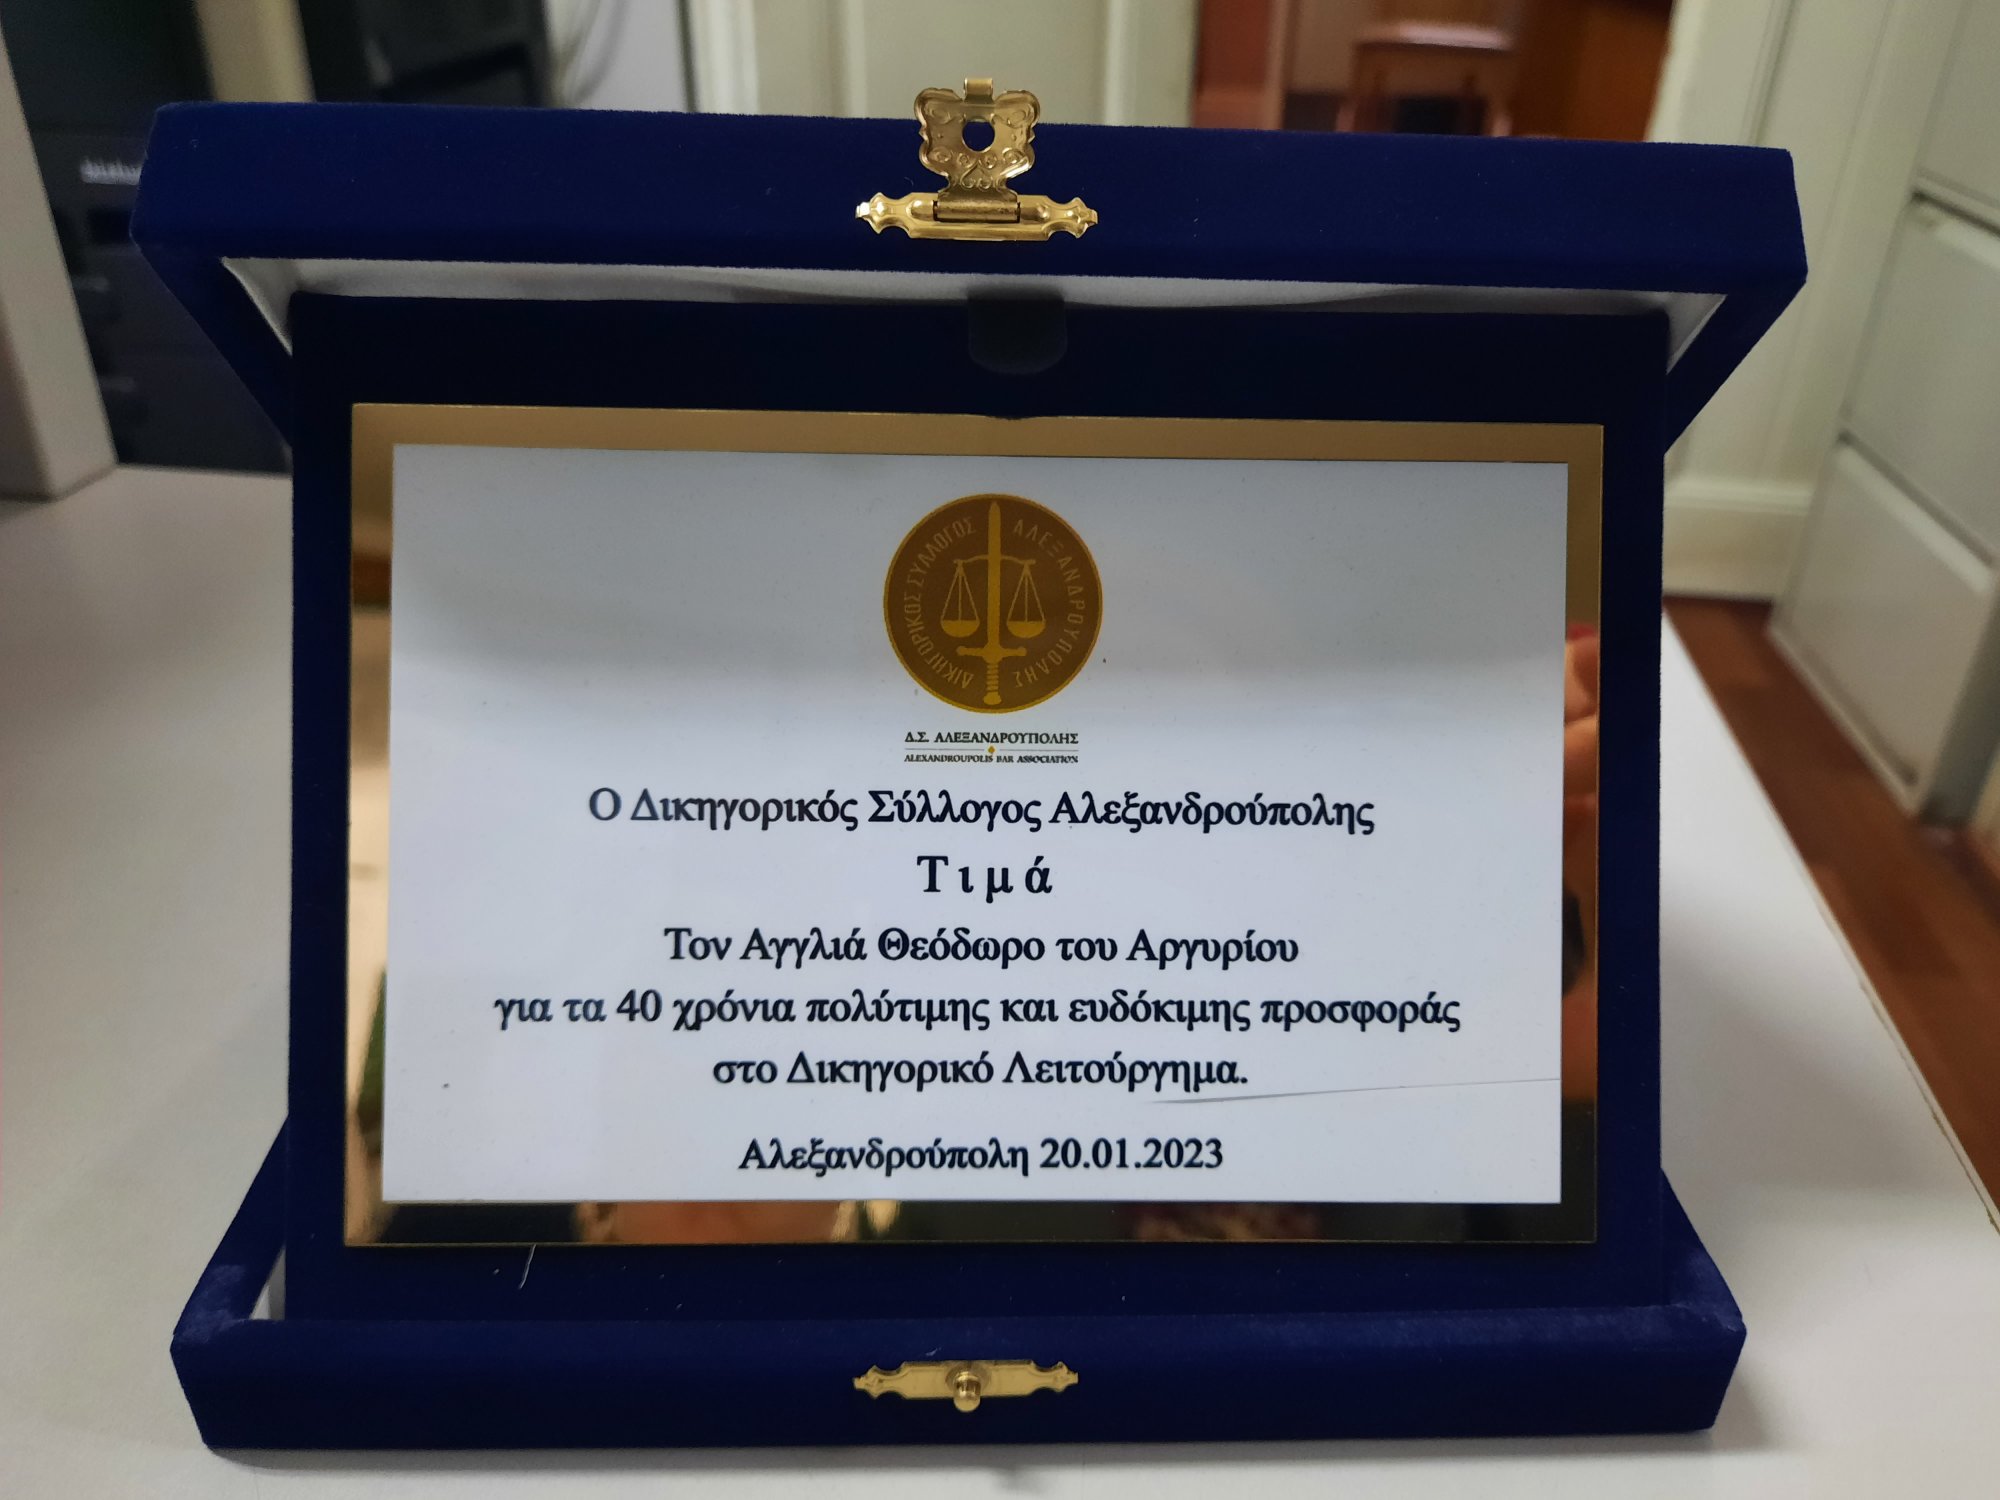 ΔΙΚΗΓΟΡΙΚΟΣ ΣΥΛΛΟΓΟΣ ΑΛΕΞΑΝΔΡΟΥΠΟΛΗΣ
Δ.Σ. ΑΛΕΞΑΝΔΡΟΥΠΟΛΗΣ
ALEXANDROUPOLIS BAR ASSOCIATION
Ο Δικηγορικός Σύλλογος Αλεξανδρούπολης
Τ ι μ ά
Τον Αγγλιά Θεόδωρο του Αργυρίου
για τα 40 χρόνια πολύτιμης και ευδόκιμης προσφοράς
στο Δικηγορικό Λειτούργημα.
Αλεξανδρούπολη 20.01.2023